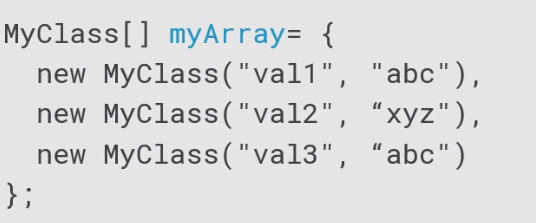 MyClass[] myArray= {
new MyClass("val1", "abc"),
new MyClass("val2", “xyz"),
new MyClass("val3", “abc")
};